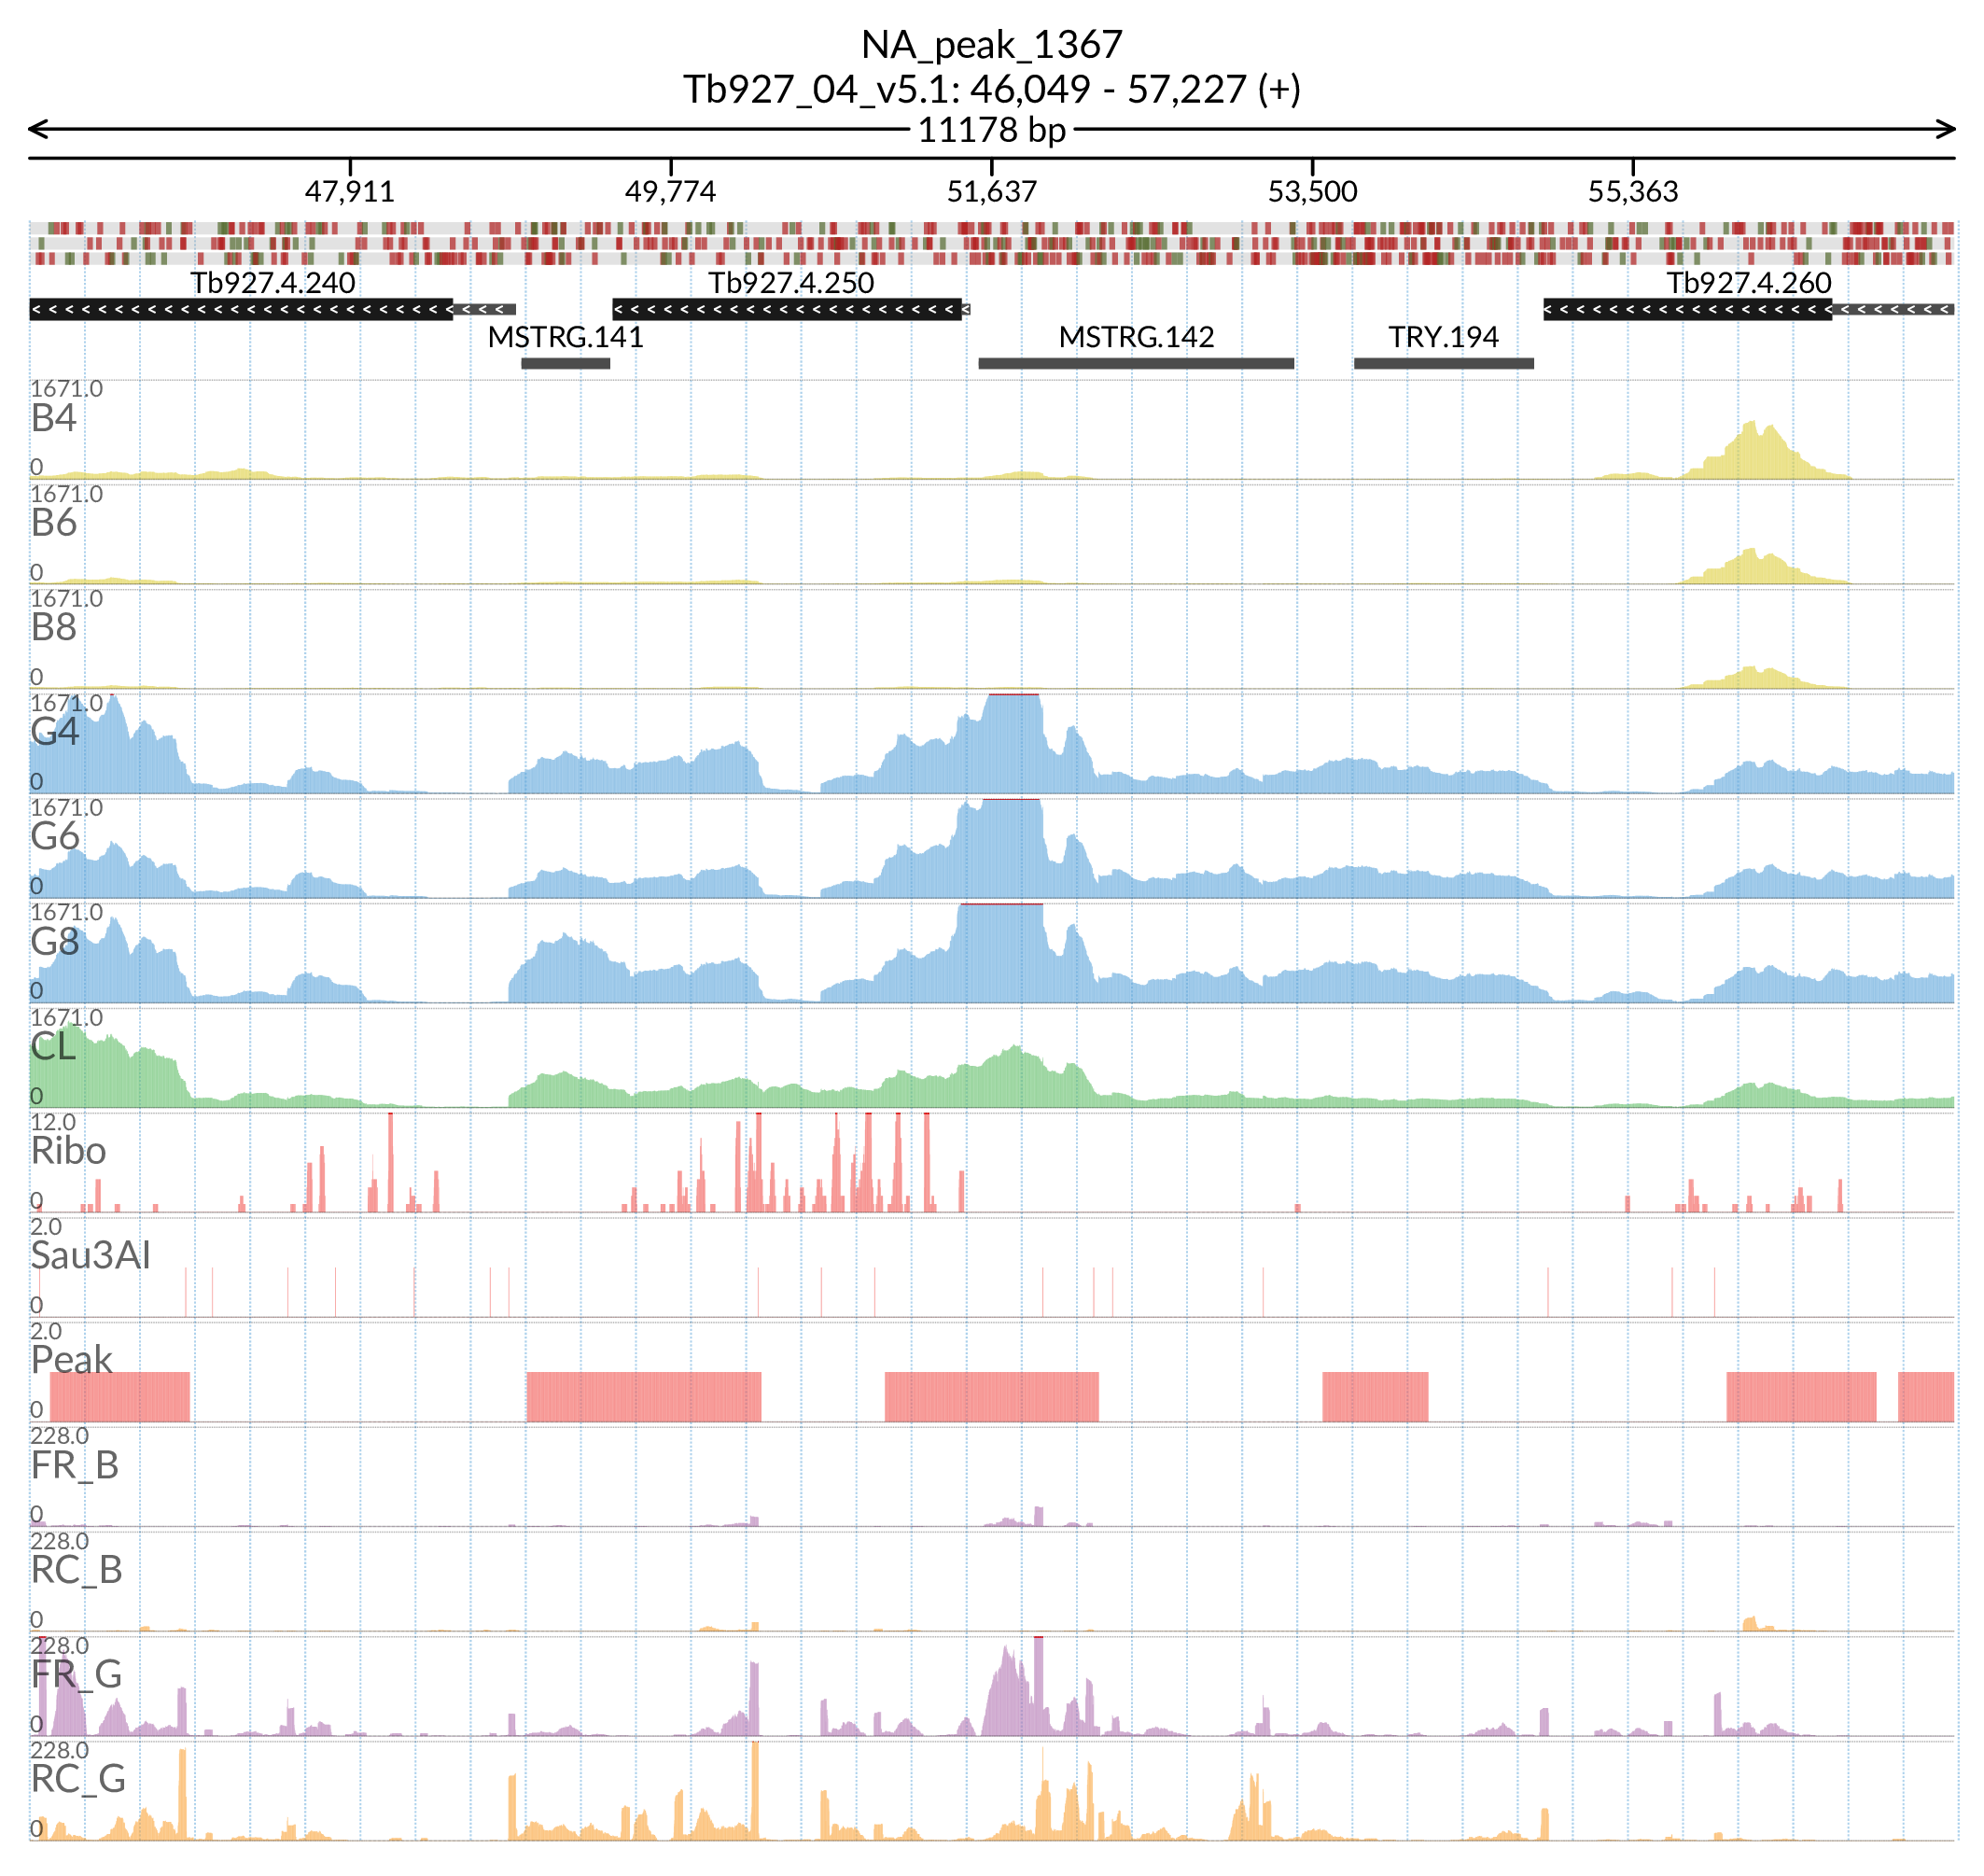 NA_peak_1367
Tb927_04_v5.1: 46,049 - 57,227 (+)
11178 bp
47,911 49,774 51,637 53,500 55,363
Tb927.4.240 Tb927.4.250 Tb927.4.260
MSTRG.141 MSTRG.142 TRY.194
1671.0
B4
0
1671.0
B6
0
1671.0
B8
0
1671.0
G4
0
1671.0
G6
0
1671.0
G8
0
1671.0
CL
0
12.0
Ribo
0
2.0
Sau3AI
0
2.0
Peak
0
228.0
FR_B
0
228.0
RC_B
0
228.0
FR_G
0
228.0
RC_G
0